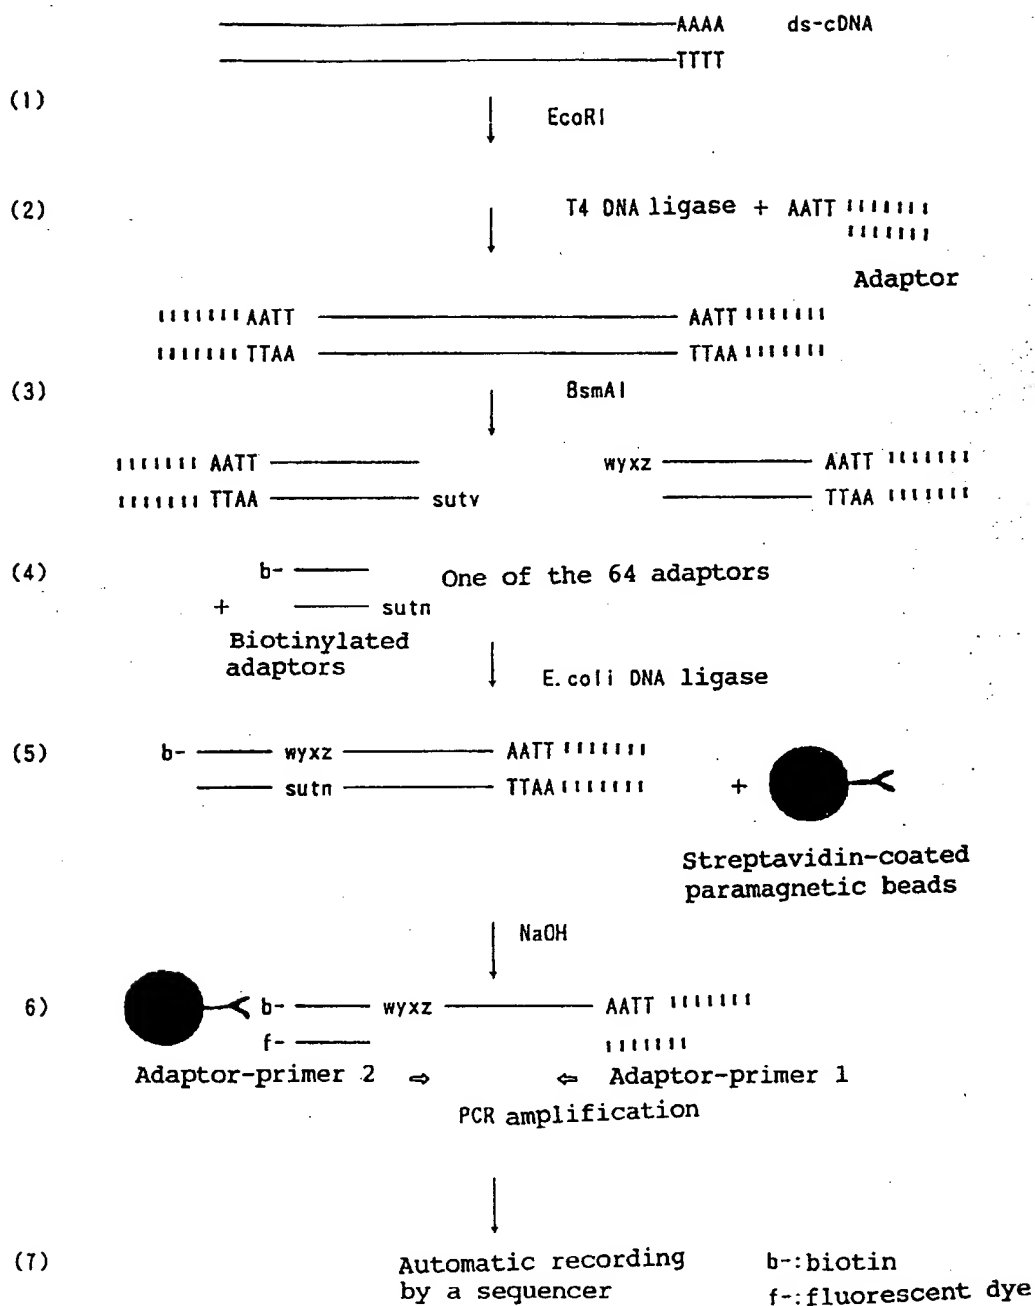 AAAA ds-cDNA
TTTT
(1)
EcoRI
(2) T4 DNA ligase + AATT
Adaptor
AATT AATT
TTAA TTAA
(3) BsmAI
AATT wyxz AATT
TTAA sutv TTAA
(4) b- One of the 64 adaptors
+ sutn
Biotinylated
adaptors
E.coli DNA ligase
(5) b- wyxz AATT
sutn TTAA +
Streptavidin-coated
paramagnetic beads
NaOH
6) b- wyxz AATT
f-
Adaptor-primer 2 ⇨ ⇦ Adaptor-primer 1
PCR amplification
(7) Automatic recording b-:biotin
by a sequencer f-:fluorescent dye